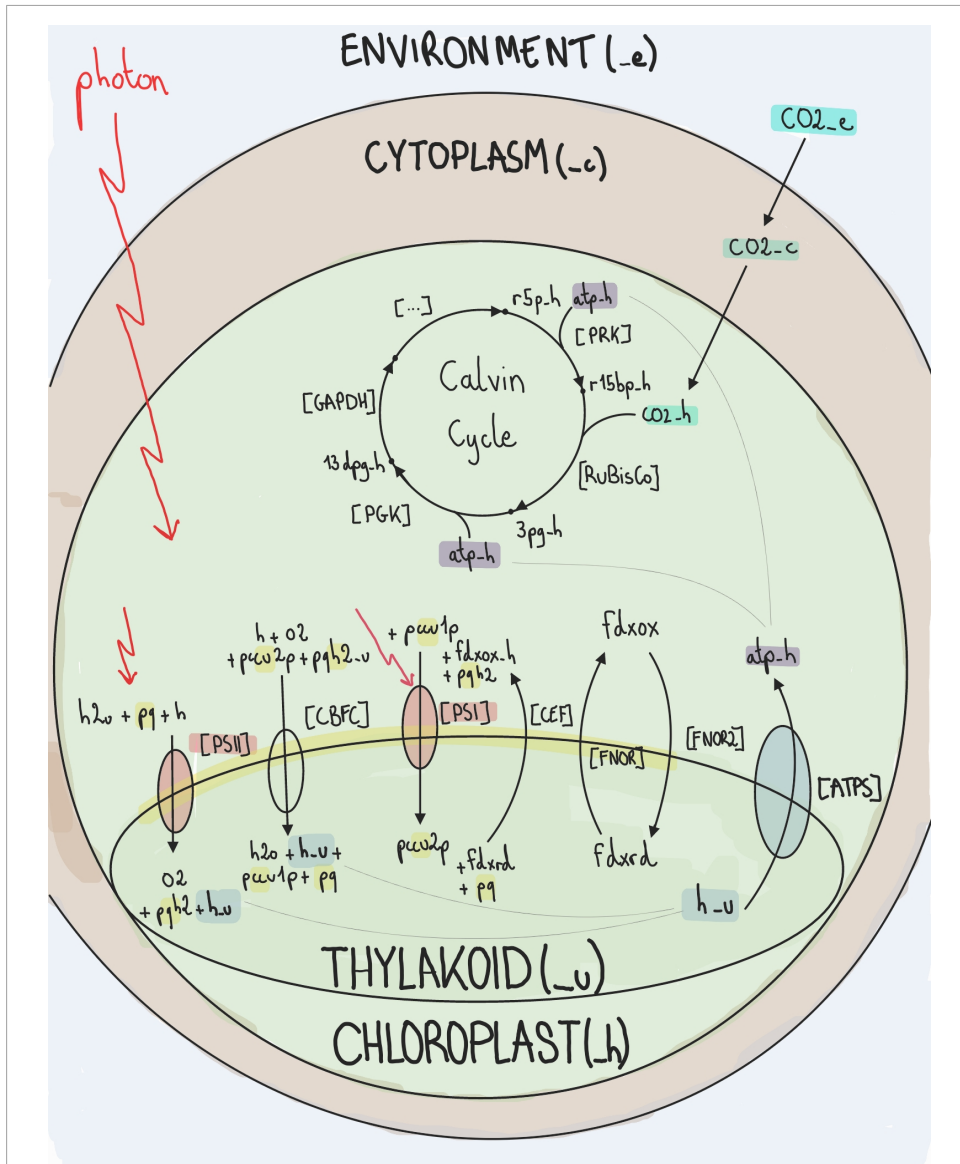 ENVIRONMENT(_e)
photon
CO2_e
CYTOPLASM(_c)
CO2_c
[...]
r5p_h
atp_h
[PRK]
Calvin
Cycle
r15bp_h
CO2_h
[GAPDH]
13dpg_h
[RuBisCo]
[PGK]
3pg_h
atp_h
h2o + pq + h
[PSII]
O2
+ pqh2 + h_u
h + O2
+ pccu2p + pqh2_u
[CBFC]
h2o + h_u +
pccu1p + pq
+ pccu1p
[PSI]
pccu2p
+ fdxox_h
+ pqh2
[CEF]
+fdxrd
+ pq
fdxox
[FNOR]
[FNOR2]
fdxrd
atp_h
[ATPS]
h_u
THYLAKOID(_u)
CHLOROPLAST(_h)